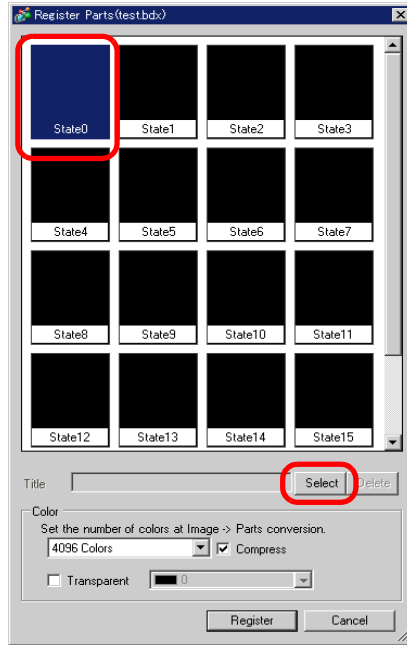 Register Parts(test.bdx)
State0 State1 State2 State3
State4 State5 State6 State7
State8 State9 State10 State11
State12 State13 State14 State15
Title Select Delete
Color
Set the number of colors at Image -> Parts conversion.
4096 Colors Compress
Transparent 0
Register Cancel